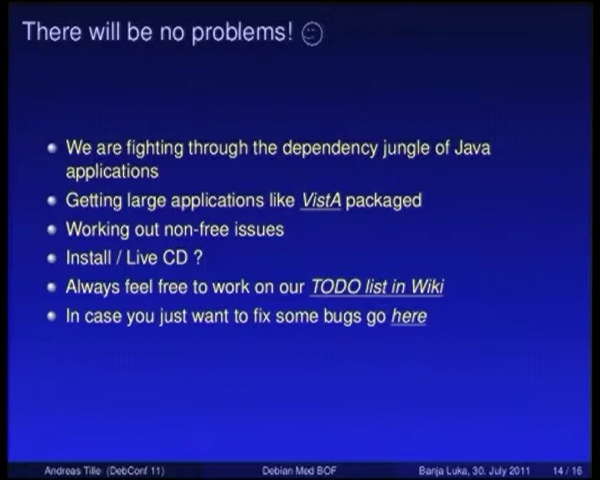 There will be no problems!
We are fighting through the dependency jungle of Java
applications
Getting large applications like VistA packaged
Working out non-free issues
Install / Live CD ?
Always feel free to work on our TODO list in Wiki
In case you just want to fix some bugs go here
Andreas Tille (DebConf 11) Debian Med BOF Banja Luka, 30. July 2011 14 / 16